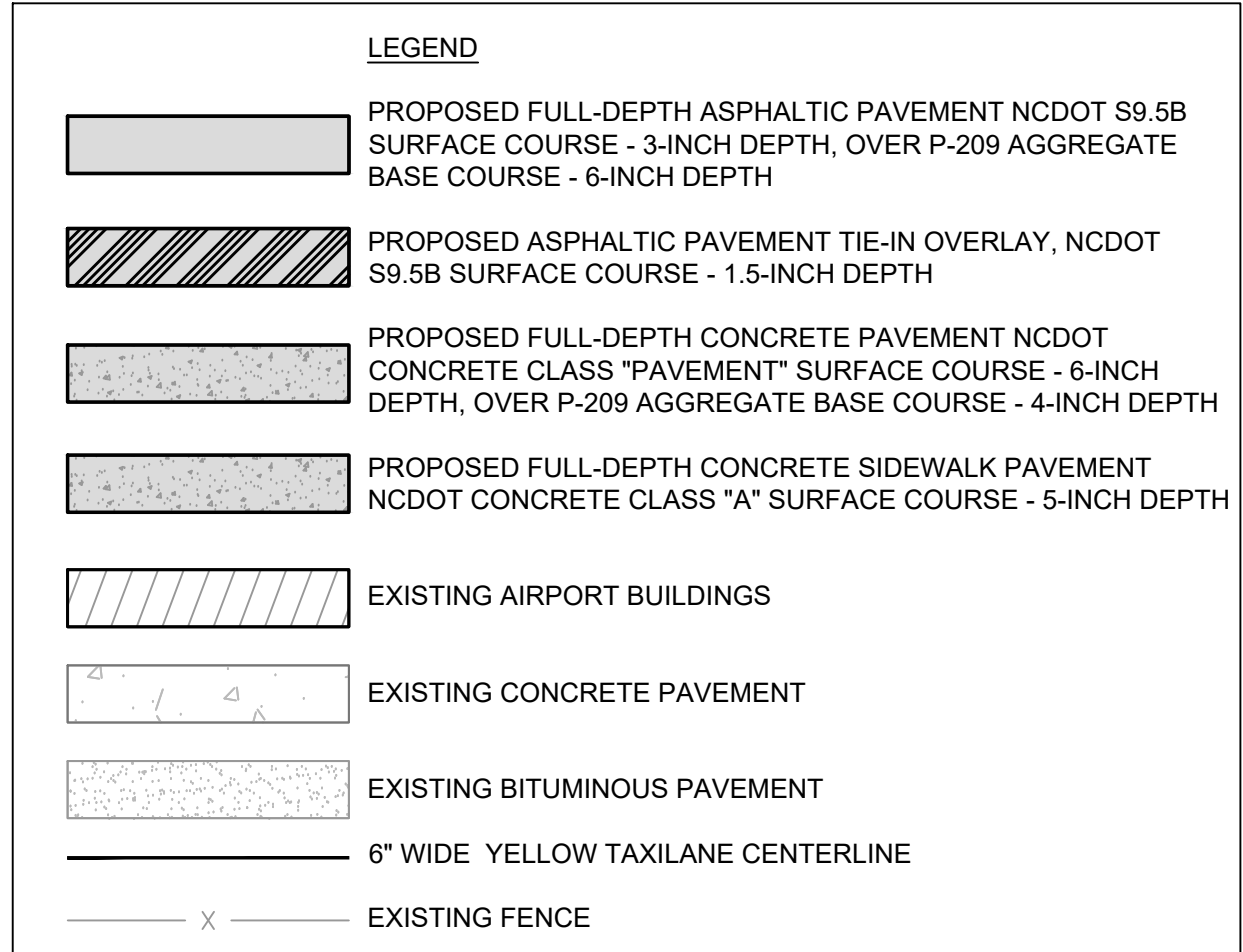 LEGEND
PROPOSED FULL-DEPTH ASPHALTIC PAVEMENT NCDOT S9.5B
SURFACE COURSE - 3-INCH DEPTH, OVER P-209 AGGREGATE
BASE COURSE - 6-INCH DEPTH
PROPOSED ASPHALTIC PAVEMENT TIE-IN OVERLAY, NCDOT
S9.5B SURFACE COURSE - 1.5-INCH DEPTH
PROPOSED FULL-DEPTH CONCRETE PAVEMENT NCDOT
CONCRETE CLASS "PAVEMENT" SURFACE COURSE - 6-INCH
DEPTH, OVER P-209 AGGREGATE BASE COURSE - 4-INCH DEPTH
PROPOSED FULL-DEPTH CONCRETE SIDEWALK PAVEMENT
NCDOT CONCRETE CLASS "A" SURFACE COURSE - 5-INCH DEPTH
EXISTING AIRPORT BUILDINGS
EXISTING CONCRETE PAVEMENT
EXISTING BITUMINOUS PAVEMENT
6" WIDE YELLOW TAXILANE CENTERLINE
X EXISTING FENCE